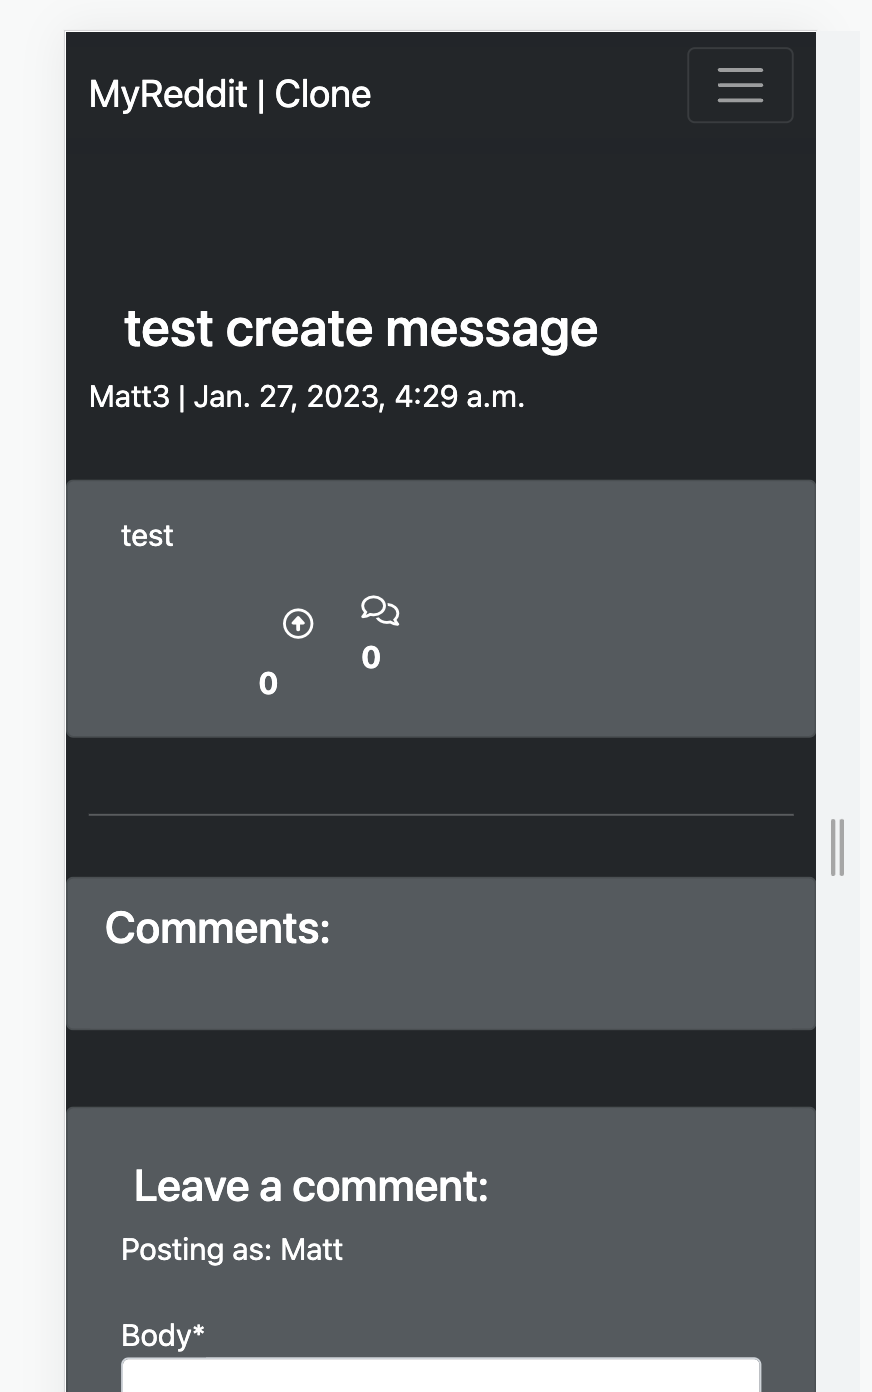 MyReddit | Clone
test create message
Matt3 | Jan. 27, 2023, 4:29 a.m.
test
0
0
Comments:
Leave a comment:
Posting as: Matt
Body*